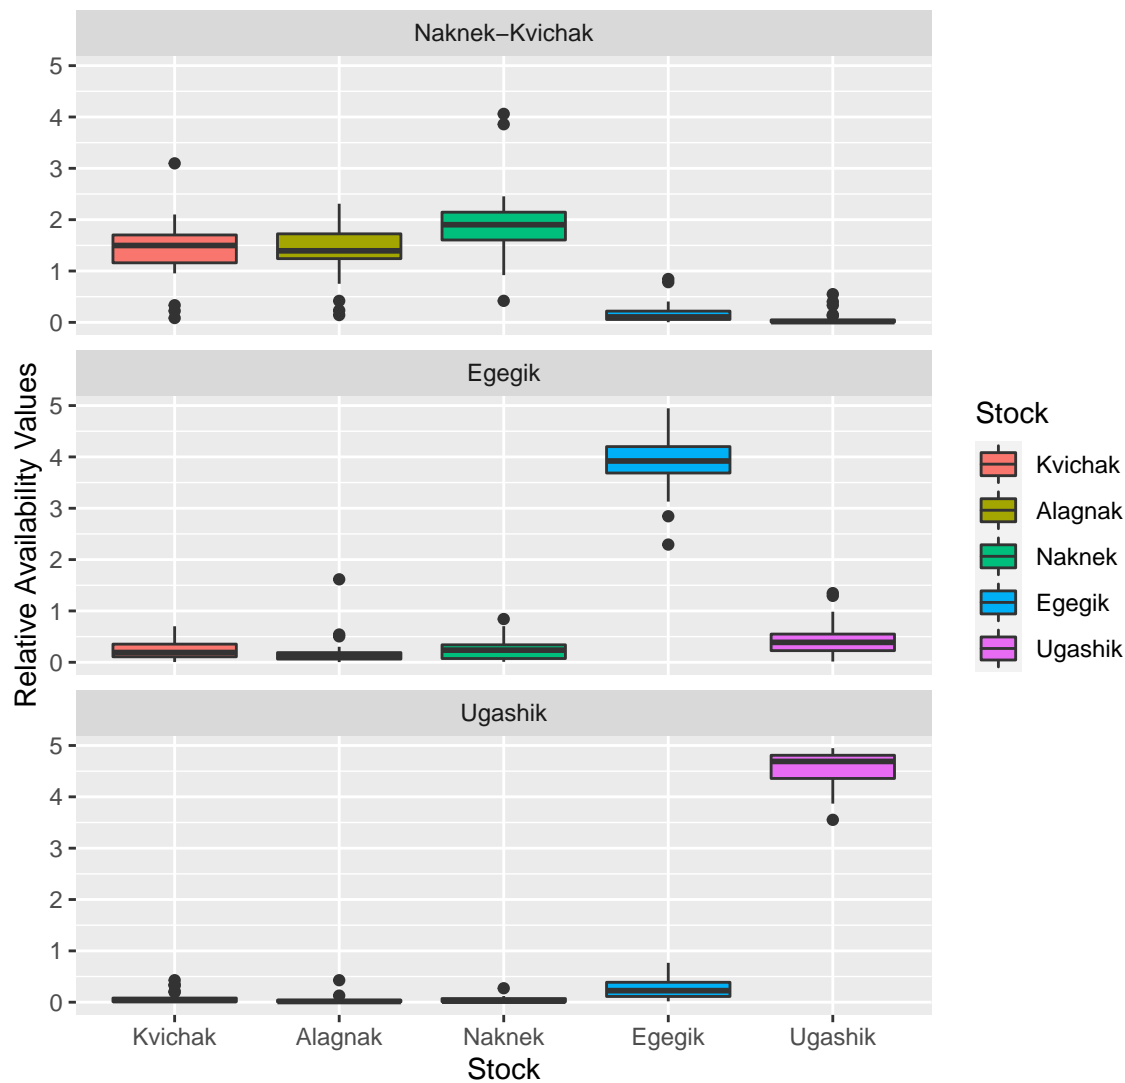 Naknek−Kvichak
5
4
3
2
1
0
Egegik
5
4
3
2
1
0
Ugashik
5
4
3
2
1
0
Relative Availability Values
Kvichak Alagnak Naknek Egegik Ugashik
Stock
Stock
Kvichak
Alagnak
Naknek
Egegik
Ugashik